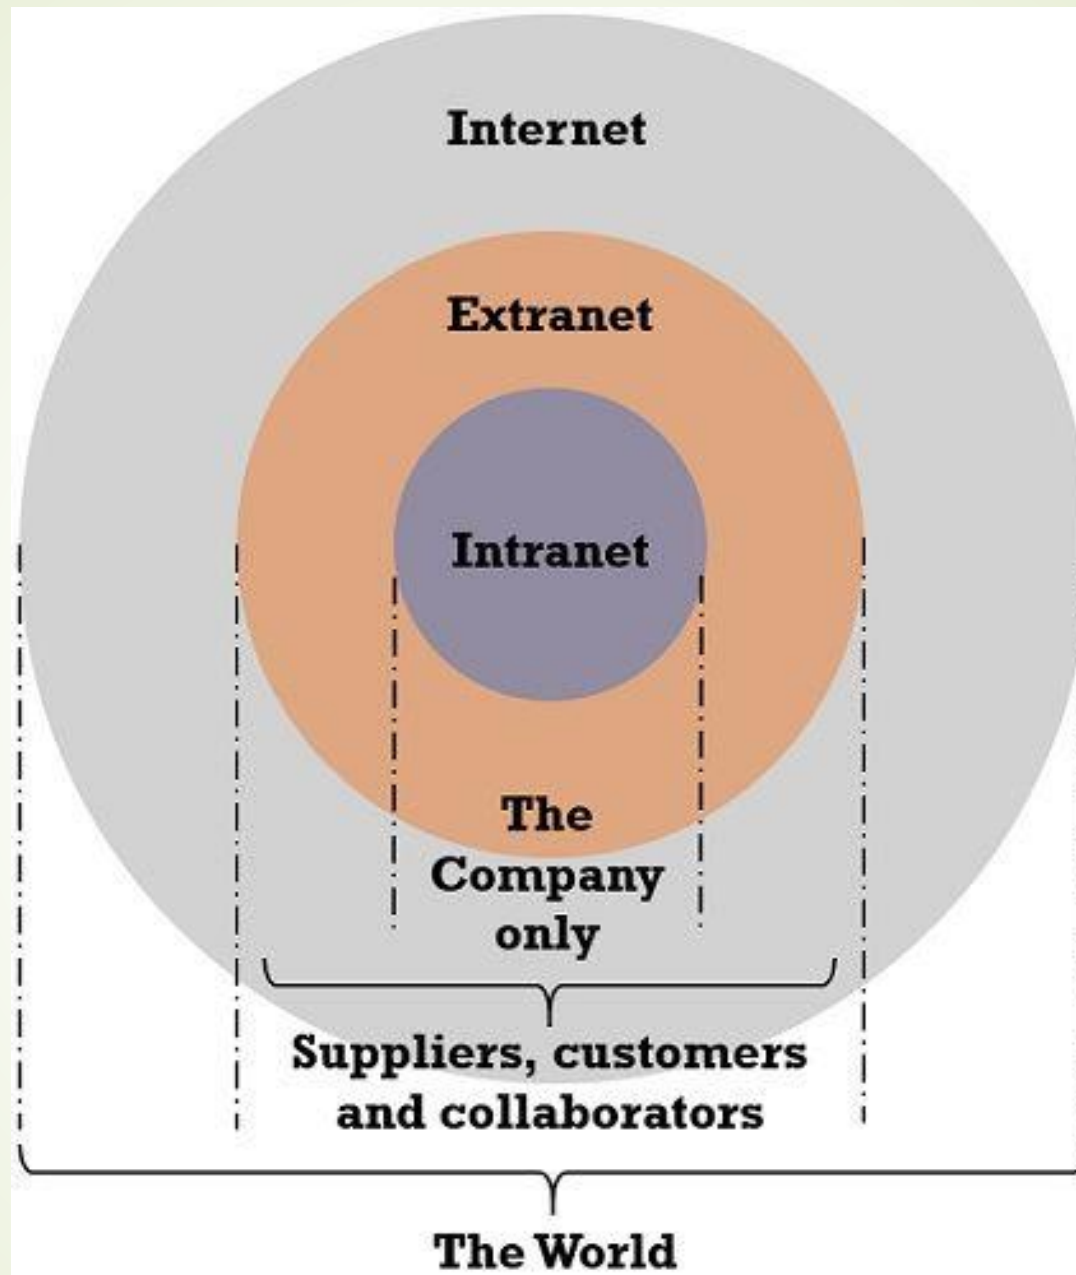 Internet
Extranet
Intranet
The
Company
only
Suppliers, customers
and collaborators
The World